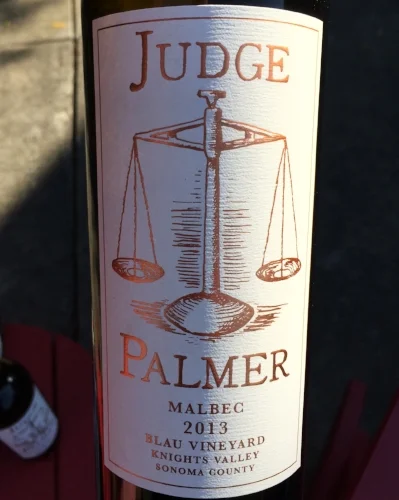 JUDGE
PALMER
MALBEC
2013
BLAU VINEYARD
KNIGHTS VALLEY
SONOMA COUNTY